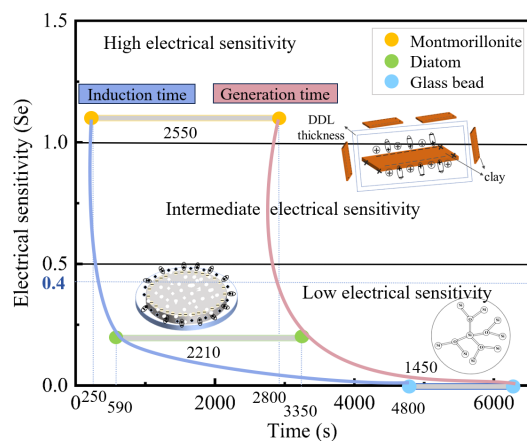 1.5
High electrical sensitivity
Montmorillonite
Diatom
Glass bead
Induction time
Generation time
2550
DDL
thickness
clay
1.0
Intermediate electrical sensitivity
0.5
0.4
Low electrical sensitivity
2210
1450
0.0
0
250
590
2000
2800
3350
4000
4800
6000
Time (s)
Electrical sensitivity (Se)